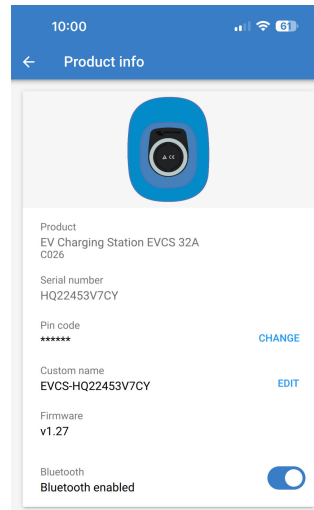 10:00
61
Product info
Product
EV Charging Station EVCS 32A
C026
Serial number
HQ22453V7CY
Pin code
******
CHANGE
Custom name
EVCS-HQ22453V7CY
EDIT
Firmware
v1.27
Bluetooth
Bluetooth enabled